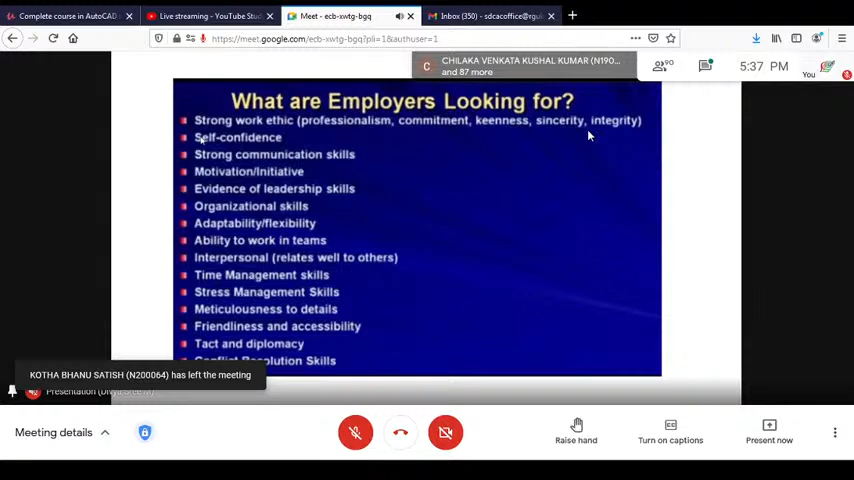 Complete course in AutoCAD
Live streaming - YouTube Stud
Meet - ecb-xwtg-bgq
Inbox (350) - sdcacoffice@rgu
https://meet.google.com/ecb-xwtg-bgq?pli=1&authuser=1
CHILAKA VENKATA KUSHAL KUMAR (N190...
and 87 more
90
5:37 PM
You
What are Employers Looking for?
Strong work ethic (professionalism, commitment, keenness, sincerity, integrity)
Self-confidence
Strong communication skills
Motivation/Initiative
Evidence of leadership skills
Organizational skills
Adaptability/flexibility
Ability to work in teams
Interpersonal (relates well to others)
Time Management skills
Stress Management Skills
Meticulousness to details
Friendliness and accessibility
Tact and diplomacy
Conflict Resolution Skills
KOTHA BHANU SATISH (N200064) has left the meeting
Presentation
Meeting details
Raise hand
Turn on captions
Present now